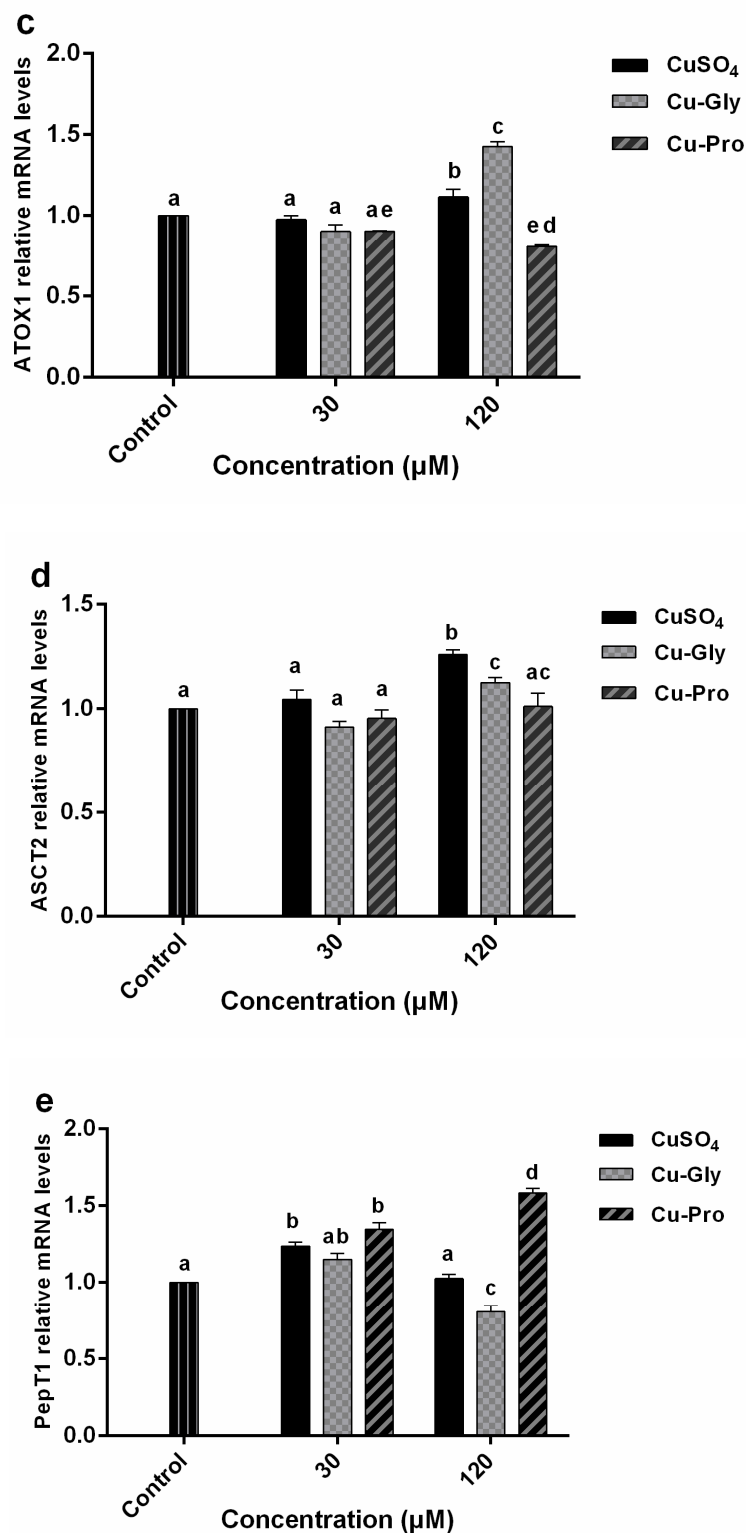 c
ATOX1 relative mRNA levels
2.0
1.5
1.0
0.5
0.0
a
a
a
a e
b
c
e d
Control
30
120
Concentration (µM)
CuSO4
Cu-Gly
Cu-Pro
d
ASCT2 relative mRNA levels
1.5
1.0
0.5
0.0
a
a
a
a
b
c
ac
Control
30
120
Concentration (µM)
CuSO4
Cu-Gly
Cu-Pro
e
PepT1 relative mRNA levels
2.0
1.5
1.0
0.5
0.0
a
b
ab
b
a
c
d
Control
30
120
Concentration (µM)
CuSO4
Cu-Gly
Cu-Pro